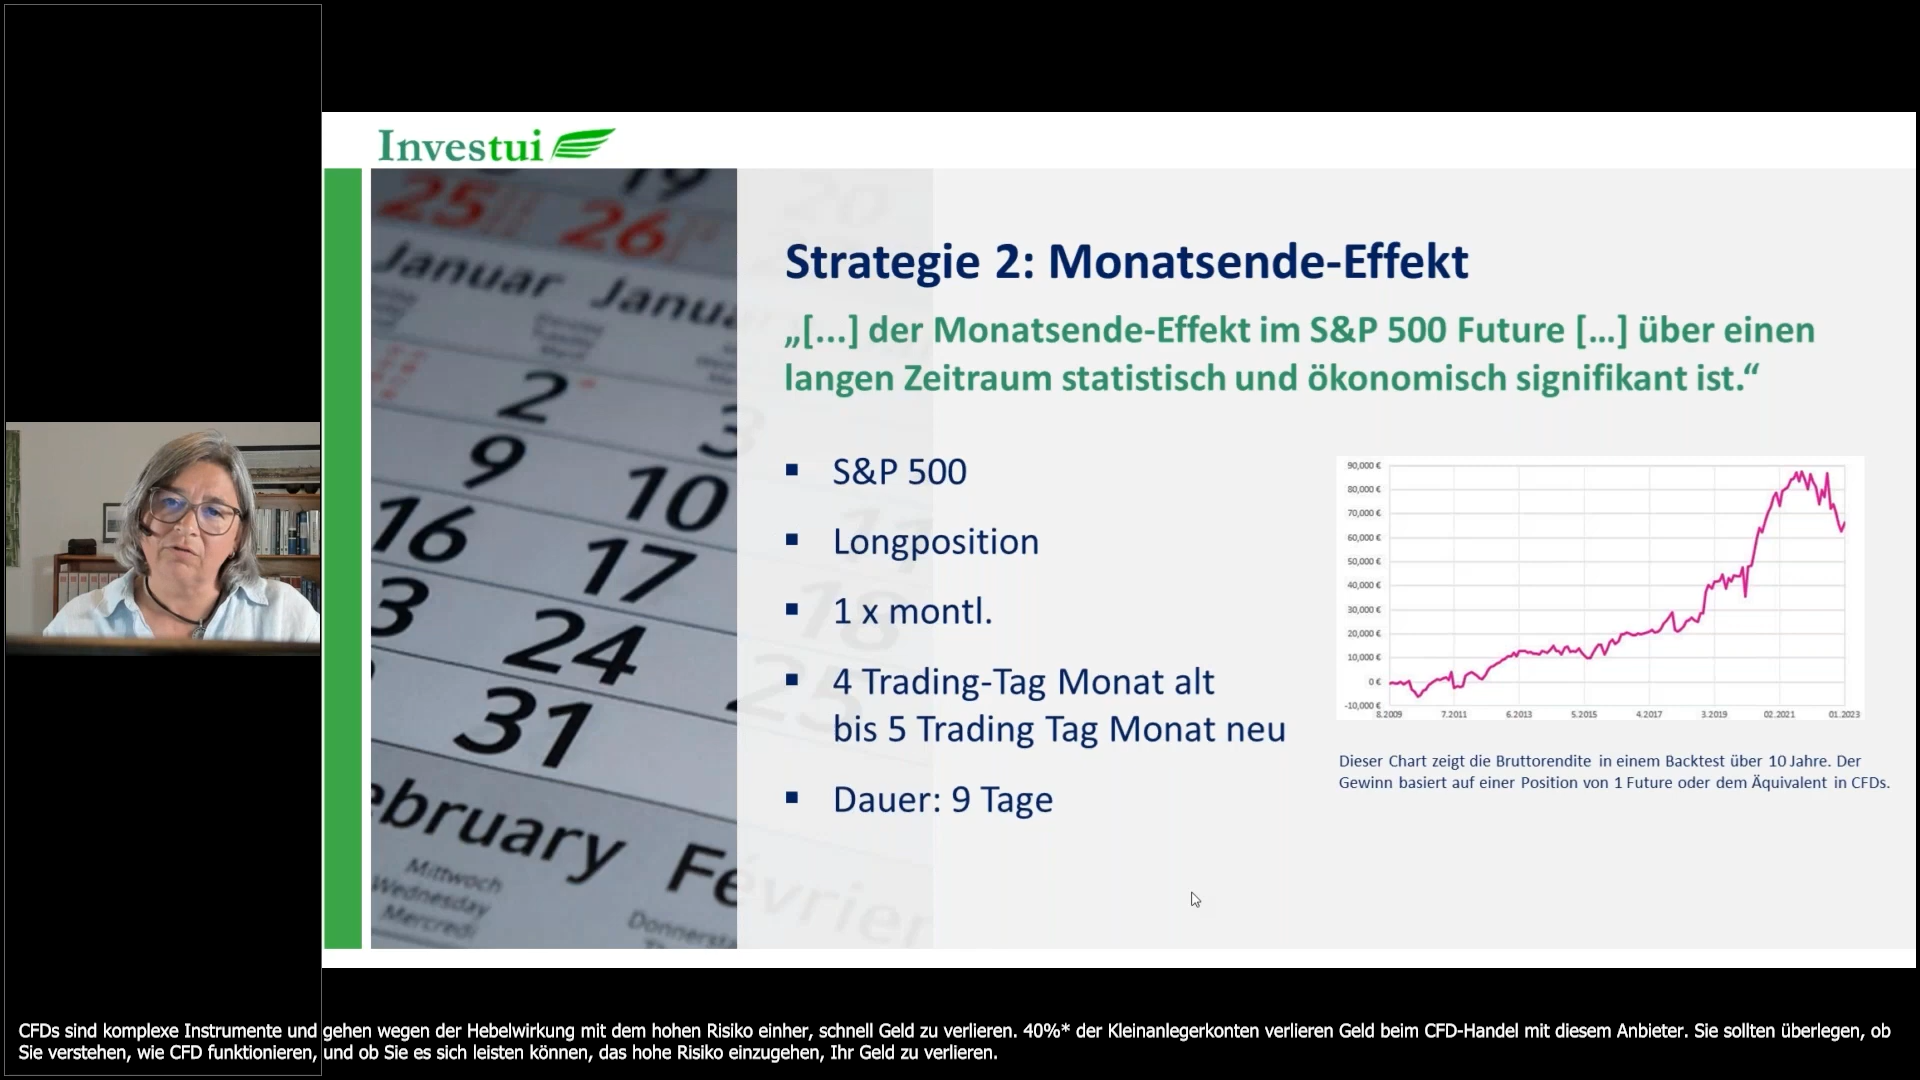 Investui
19
25 26
Januar Janu
2 3
9 10
16 17
3 24
31
ebruary Février
Mittwoch
Wednesday
Mercredi
Donnerst
20
11
18
25
Strategie 2: Monatsende-Effekt
„[...] der Monatsende-Effekt im S&P 500 Future […] über einen
langen Zeitraum statistisch und ökonomisch signifikant ist.“
▪ S&P 500
▪ Longposition
▪ 1 x montl.
▪ 4 Trading-Tag Monat alt
bis 5 Trading Tag Monat neu
▪ Dauer: 9 Tage
90,000 €
80,000 €
70,000 €
60,000 €
50,000 €
40,000 €
30,000 €
20,000 €
10,000 €
0 €
-10,000 €
8.2009 7.2011 6.2013 5.2015 4.2017 3.2019 02.2021 01.2023
Dieser Chart zeigt die Bruttorendite in einem Backtest über 10 Jahre. Der
Gewinn basiert auf einer Position von 1 Future oder dem Äquivalent in CFDs.
CFDs sind komplexe Instrumente und gehen wegen der Hebelwirkung mit dem hohen Risiko einher, schnell Geld zu verlieren. 40%* der Kleinanlegerkonten verlieren Geld beim CFD-Handel mit diesem Anbieter. Sie sollten überlegen, ob
Sie verstehen, wie CFD funktionieren, und ob Sie es sich leisten können, das hohe Risiko einzugehen, Ihr Geld zu verlieren.